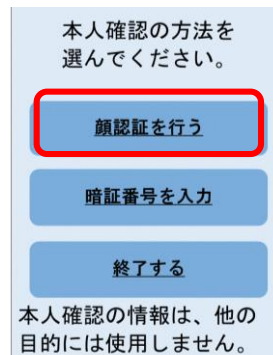 本人確認の方法を
選んでください。
顔認証を行う
暗証番号を入力
終了する
本人確認の情報は、他の
目的には使用しません。